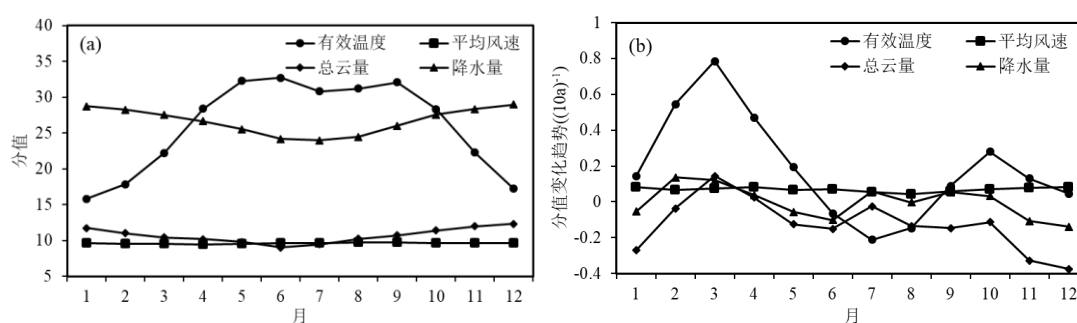 (a)
有效温度 平均风速
总云量 降水量
分值
40
35
30
25
20
15
10
5
1 2 3 4 5 6 7 8 9 10 11 12
月
(b)
有效温度 平均风速
总云量 降水量
分值变化趋势((10a)-1)
1
0.8
0.6
0.4
0.2
0
-0.2
-0.4
1 2 3 4 5 6 7 8 9 10 11 12
月